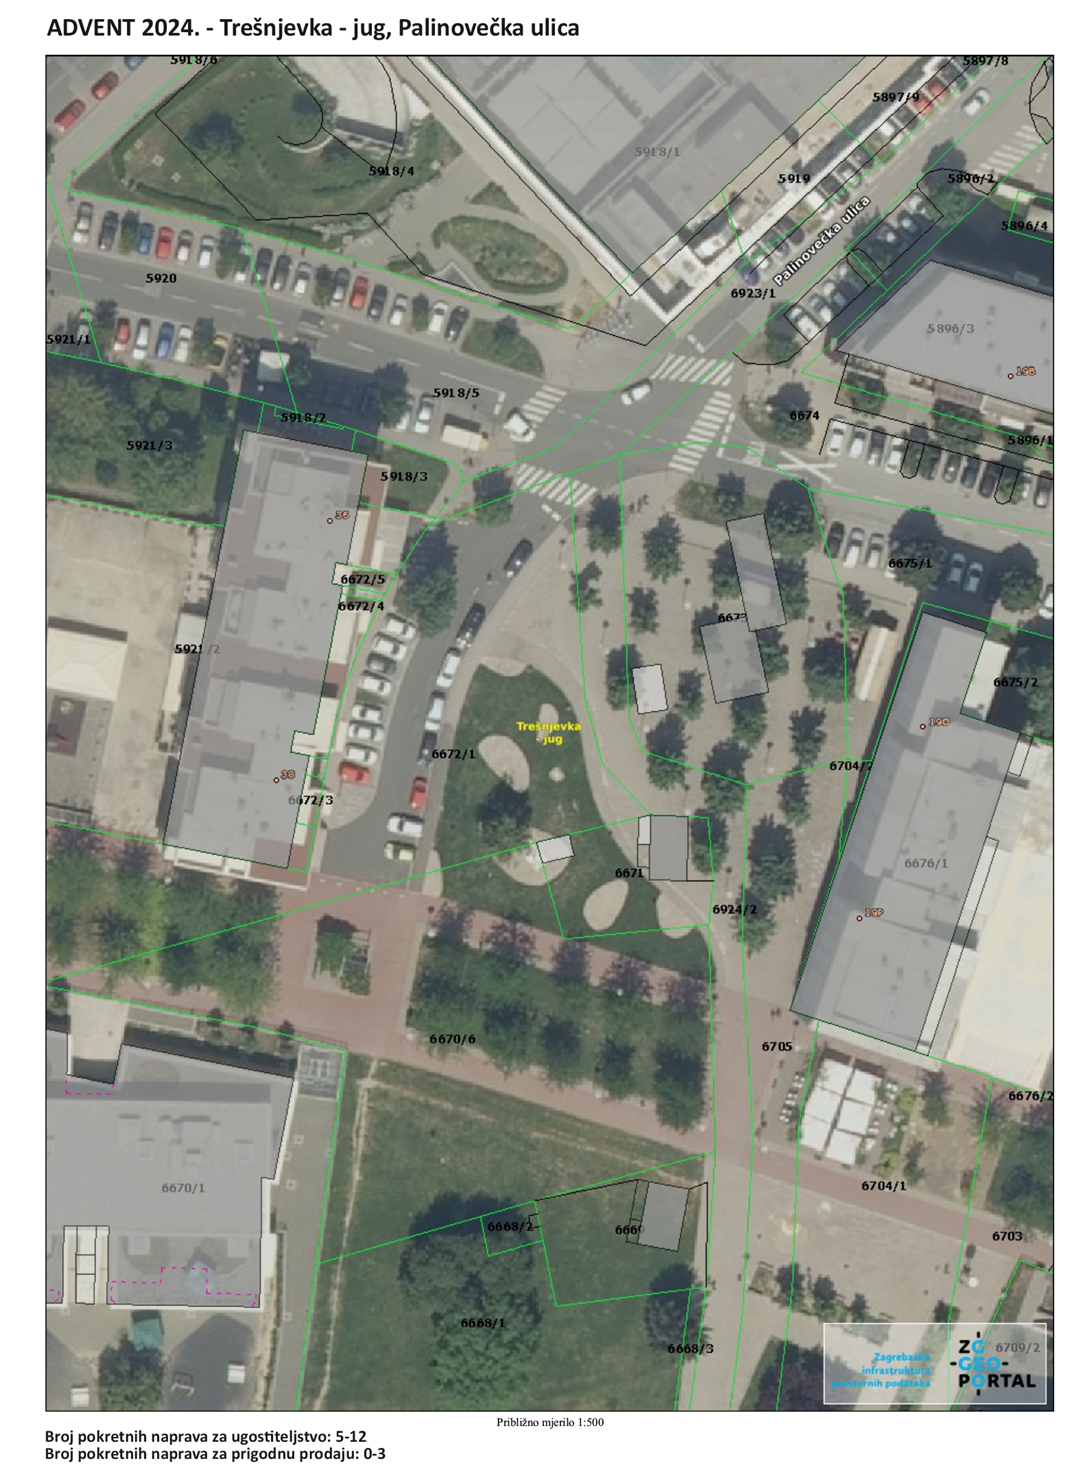 ADVENT 2024. - Trešnjevka - jug, Palinovečka ulica
5918/6
5897/8
5897/9
5918/1
5918/4
5919
5896/2
Palinovečka ulica
5896/4
5920
6923/1
5921/1
5896/3
19B
5918/5
5918/2
6674
5921/3
5896/1
5918/3
36
6675/1
6672/5
6672/4
6673
5921/2
6675/2
Trešnjevka
- jug
19Q
6672/1
6704/2
38
6672/3
6676/1
6671
6924/2
19P
6670/6
6705
6676/2
6670/1
6704/1
6668/2
6669
6703
6668/1
6668/3
6709/2
Zagrebačka
infrastruktura
prostornih podataka
ZG
-GEO-
PORTAL
Približno mjerilo 1:500
Broj pokretnih naprava za ugostiteljstvo: 5-12
Broj pokretnih naprava za prigodnu prodaju: 0-3